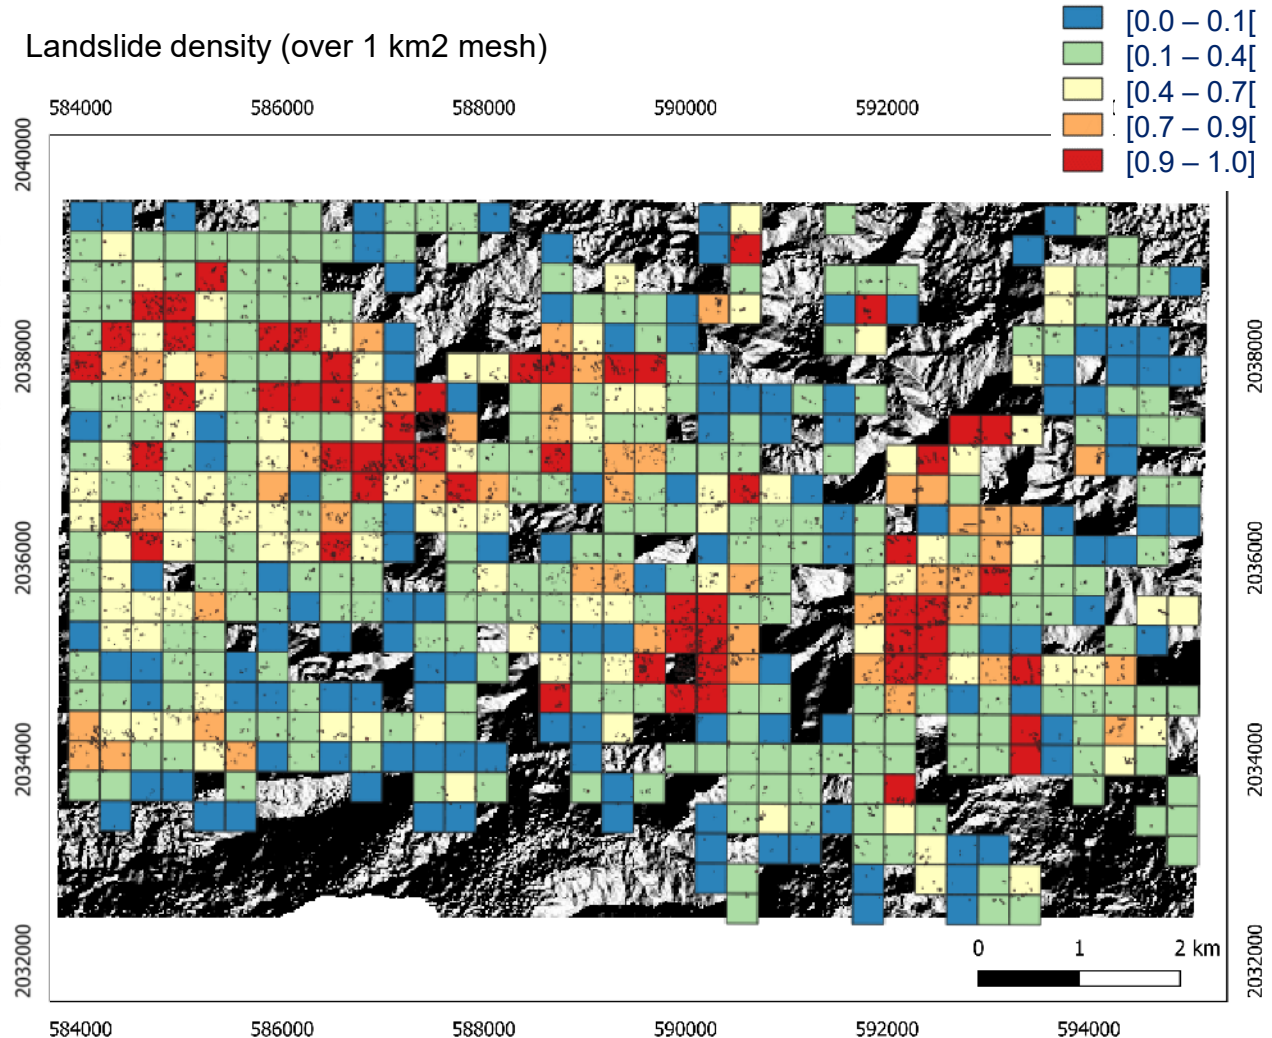 [0.0 – 0.1[
Landslide density (over 1 km2 mesh)
[0.1 – 0.4[
[0.4 – 0.7[
584000 586000 588000 590000 592000
[0.7 – 0.9[
[0.9 – 1.0]
2040000
2038000 2038000
2036000 2036000
2034000 2034000
2032000 2032000
0 1 2 km
584000 586000 588000 590000 592000 594000